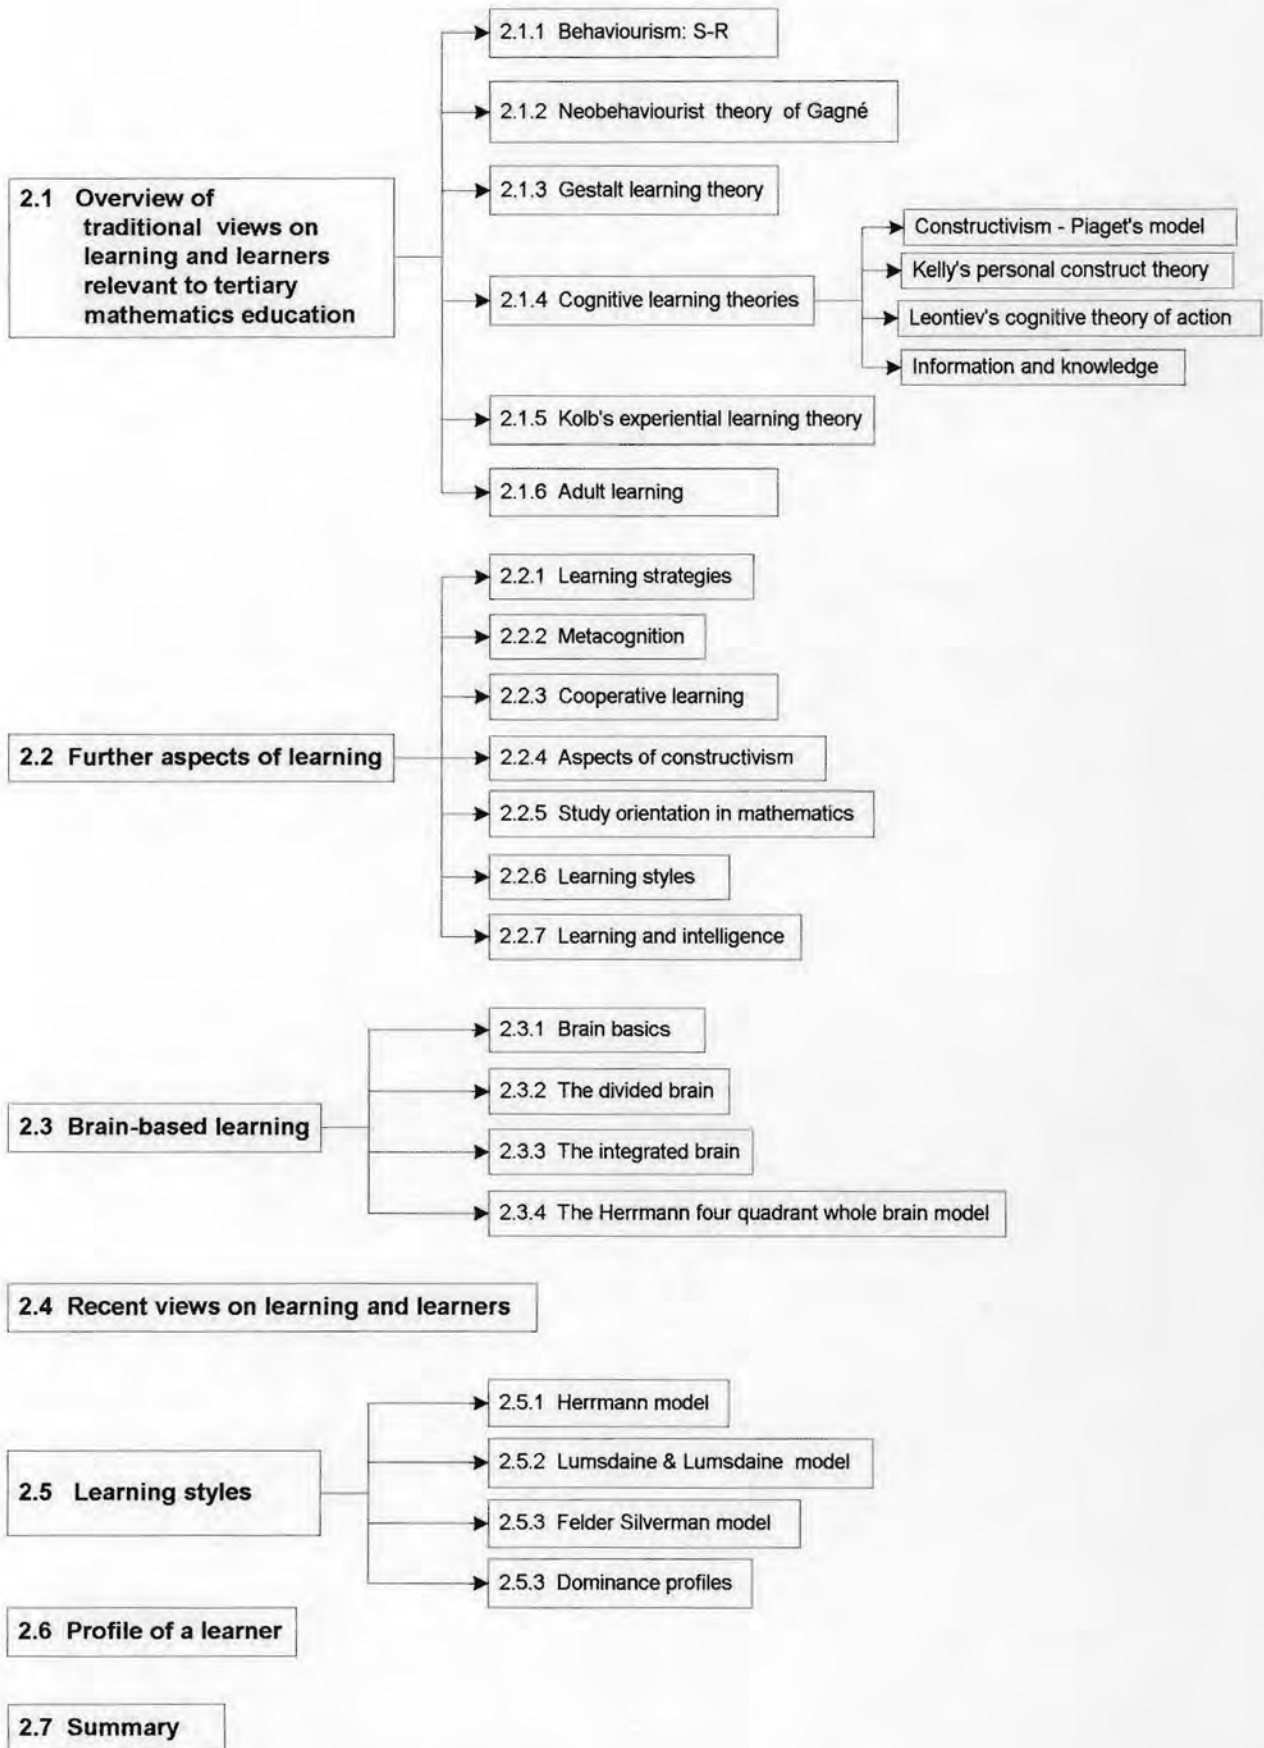 2.1 Overview of
traditional views on
learning and learners
relevant to tertiary
mathematics education
2.1.1 Behaviourism: S-R
2.1.2 Neobehaviourist theory of Gagné
2.1.3 Gestalt learning theory
2.1.4 Cognitive learning theories
Constructivism - Piaget's model
Kelly's personal construct theory
Leontiev's cognitive theory of action
Information and knowledge
2.1.5 Kolb's experiential learning theory
2.1.6 Adult learning
2.2 Further aspects of learning
2.2.1 Learning strategies
2.2.2 Metacognition
2.2.3 Cooperative learning
2.2.4 Aspects of constructivism
2.2.5 Study orientation in mathematics
2.2.6 Learning styles
2.2.7 Learning and intelligence
2.3 Brain-based learning
2.3.1 Brain basics
2.3.2 The divided brain
2.3.3 The integrated brain
2.3.4 The Herrmann four quadrant whole brain model
2.4 Recent views on learning and learners
2.5 Learning styles
2.5.1 Herrmann model
2.5.2 Lumsdaine & Lumsdaine model
2.5.3 Felder Silverman model
2.5.3 Dominance profiles
2.6 Profile of a learner
2.7 Summary